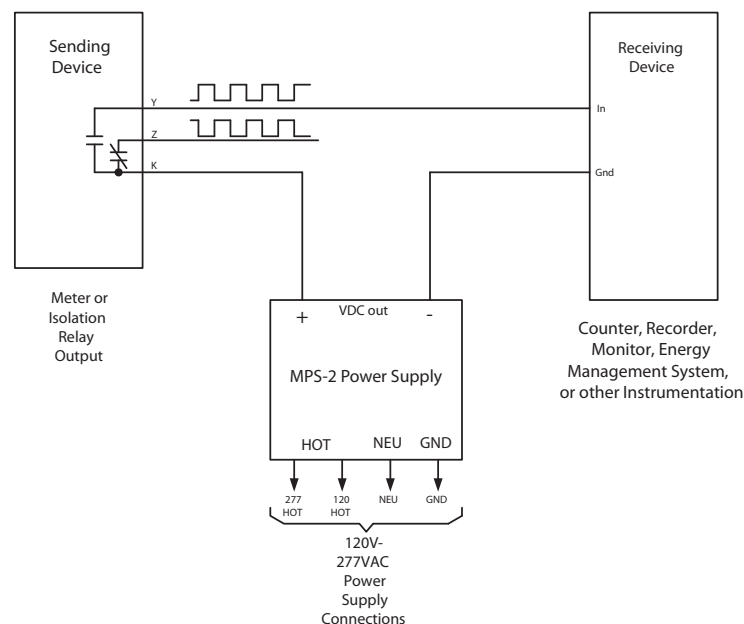 Sending
Device
Receiving
Device
Y
In
Z
K
Gnd
Meter or
Isolation
Relay
Output
+
VDC out
-
MPS-2 Power Supply
Counter, Recorder,
Monitor, Energy
Management System,
or other Instrumentation
HOT
NEU
GND
277
HOT
120
HOT
NEU
GND
120V-
277VAC
Power
Supply
Connections